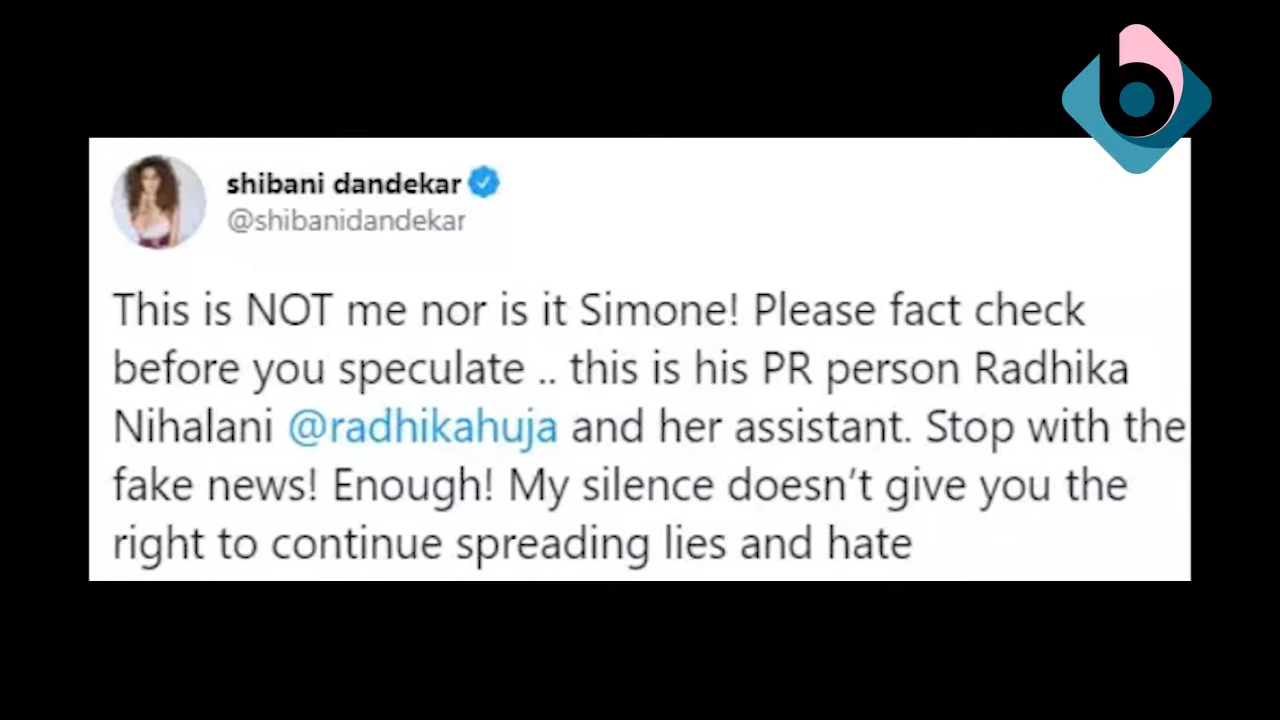 shibani dandekar
@shibanidandekar
This is NOT me nor is it Simone! Please fact check
before you speculate .. this is his PR person Radhika
Nihalani @radhikahuja and her assistant. Stop with the
fake news! Enough! My silence doesn’t give you the
right to continue spreading lies and hate